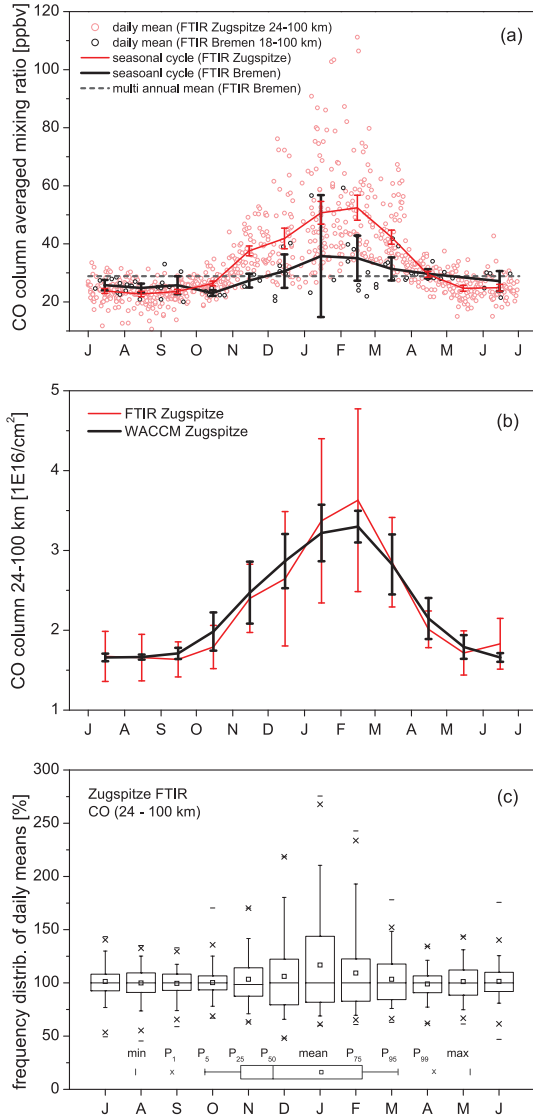 (a)
daily mean (FTIR Zugspitze 24-100 km)
daily mean (FTIR Bremen 18-100 km)
seasonal cycle (FTIR Zugspitze)
seasoanl cycle (FTIR Bremen)
multi annual mean (FTIR Bremen)
CO column averaged mixing ratio [ppbv]
120
100
80
60
40
20
J A S O N D J F M A M J J
(b)
FTIR Zugspitze
WACCM Zugspitze
CO column 24-100 km [1E16/cm²]
5
4
3
2
1
J A S O N D J F M A M J J
(c)
Zugspitze FTIR
CO (24 - 100 km)
frequency distrib. of daily means [%]
300
250
200
150
100
50
0
min P₁ P₅ P₂₅ P₅₀ mean P₇₅ P₉₅ P₉₉ max
J A S O N D J F M A M J